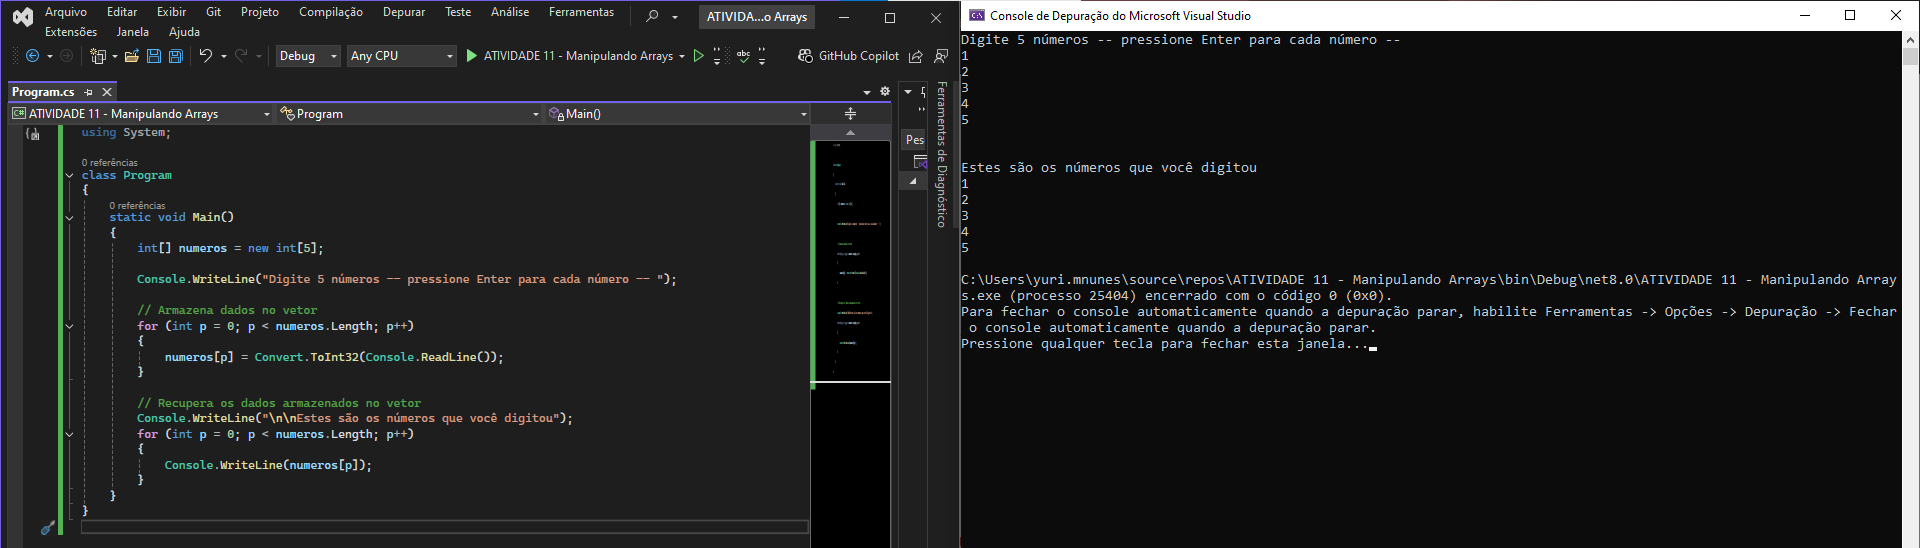 Arquivo Editar Exibir Git Projeto Compilação Depurar Teste Análise Ferramentas
Extensões Janela Ajuda
ATIVIDA...o Arrays
Debug Any CPU ATIVIDADE 11 - Manipulando Arrays abc GitHub Copilot
Program.cs
C# ATIVIDADE 11 - Manipulando Arrays Program Main()
using System;
0 referências
class Program
{
0 referências
static void Main()
{
int[] numeros = new int[5];
Console.WriteLine("Digite 5 números -- pressione Enter para cada número -- ");
// Armazena dados no vetor
for (int p = 0; p < numeros.Length; p++)
{
numeros[p] = Convert.ToInt32(Console.ReadLine());
}
// Recupera os dados armazenados no vetor
Console.WriteLine("\n\nEstes são os números que você digitou");
for (int p = 0; p < numeros.Length; p++)
{
Console.WriteLine(numeros[p]);
}
}
}
Pes
Ferramentas de Diagnóstico
Console de Depuração do Microsoft Visual Studio
Digite 5 números -- pressione Enter para cada número --
1
2
3
4
5
Estes são os números que você digitou
1
2
3
4
5
C:\Users\yuri.mnunes\source\repos\ATIVIDADE 11 - Manipulando Arrays\bin\Debug\net8.0\ATIVIDADE 11 - Manipulando Array
s.exe (processo 25404) encerrado com o código 0 (0x0).
Para fechar o console automaticamente quando a depuração parar, habilite Ferramentas -> Opções -> Depuração -> Fechar
o console automaticamente quando a depuração parar.
Pressione qualquer tecla para fechar esta janela...